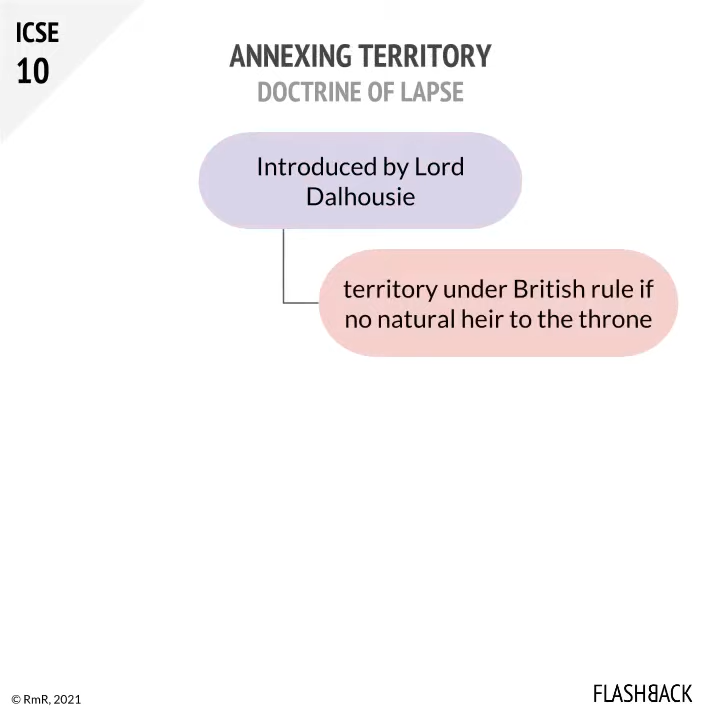 ICSE
10
ANNEXING TERRITORY
DOCTRINE OF LAPSE
Introduced by Lord
Dalhousie
territory under British rule if
no natural heir to the throne
© RmR, 2021
FLASHBACK